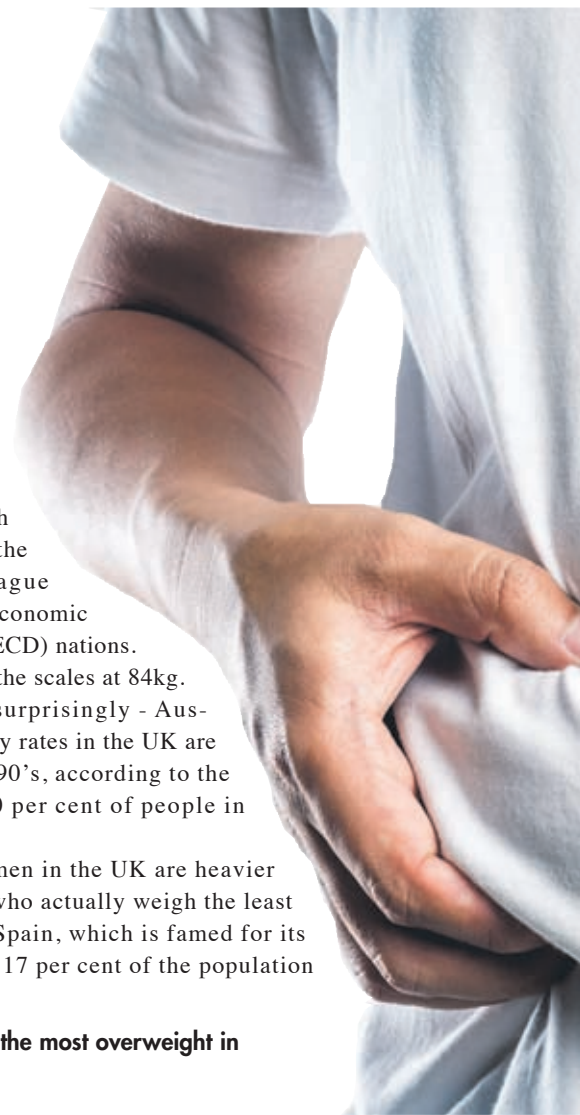 h
the
ague
conomic
ECD) nations.
the scales at 84kg.
surprisingly - Aus-
y rates in the UK are
90's, according to the
0 per cent of people in
men in the UK are heavier
who actually weigh the least
Spain, which is famed for its
17 per cent of the population
the most overweight in